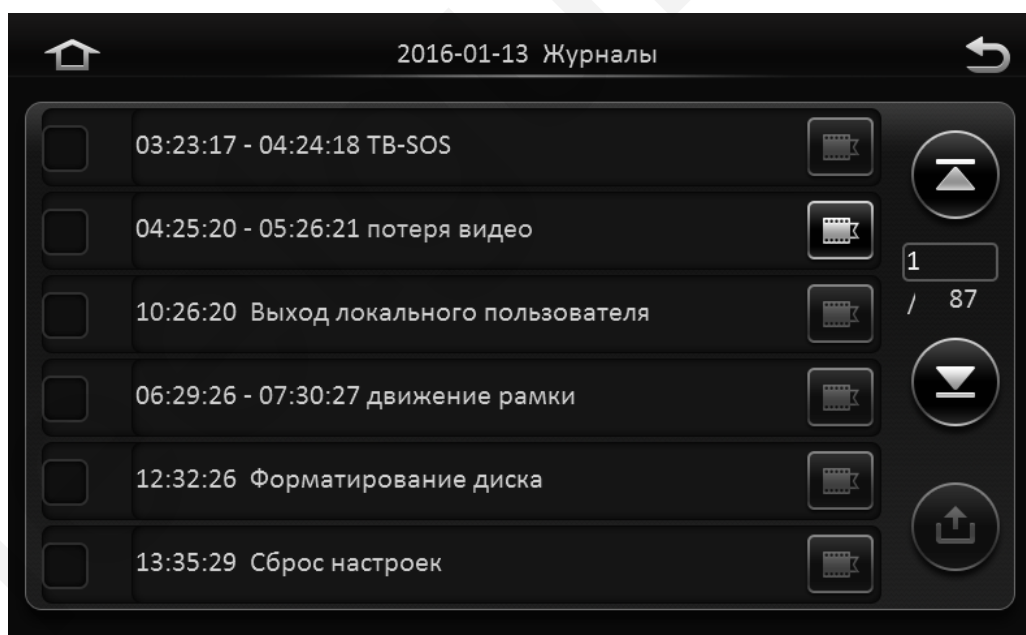 2016-01-13 Журналы
03:23:17 - 04:24:18 ТВ-SOS
04:25:20 - 05:26:21 потеря видео
1
/ 87
10:26:20 Выход локального пользователя
06:29:26 - 07:30:27 движение рамки
12:32:26 Форматирование диска
13:35:29 Сброс настроек